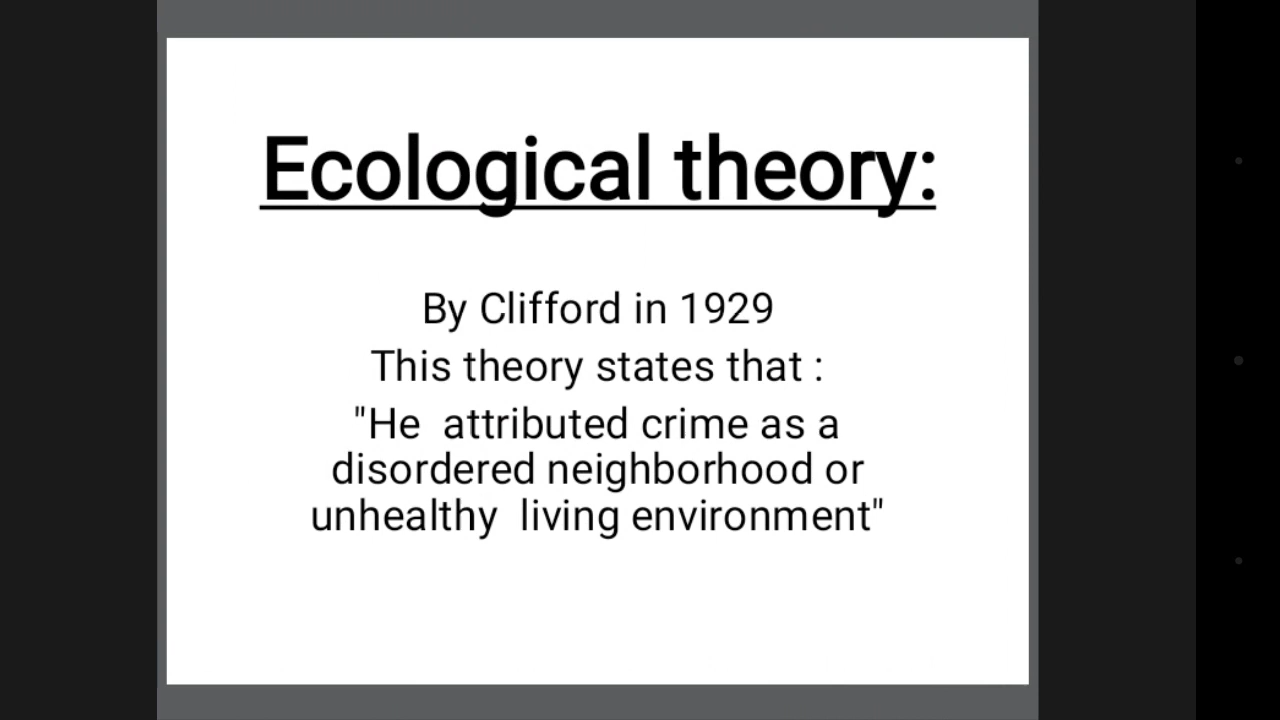 Ecological theory:
By Clifford in 1929
This theory states that :
"He  attributed crime as a
disordered neighborhood or
unhealthy  living environment"